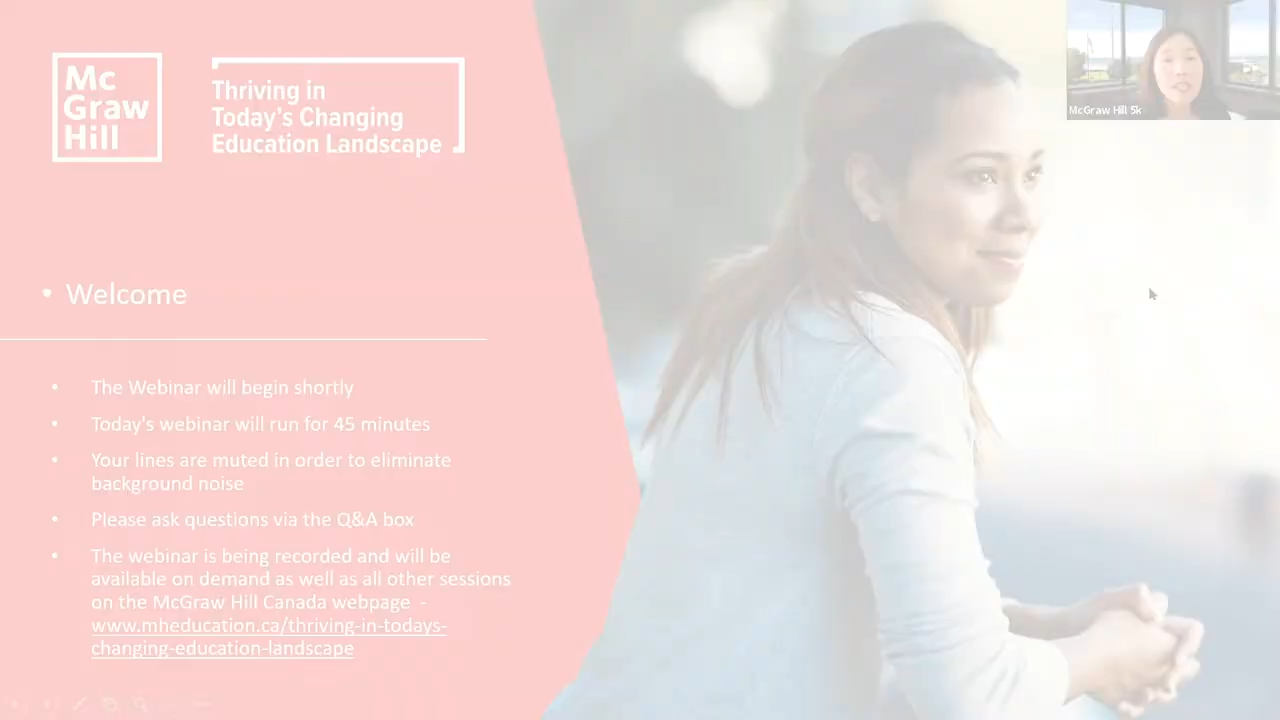 Mc
Graw
Hill
Thriving in
Today's Changing
Education Landscape
McGraw Hill 5k
• Welcome
• The Webinar will begin shortly
• Today's webinar will run for 45 minutes
• Your lines are muted in order to eliminate
background noise
• Please ask questions via the Q&A box
• The webinar is being recorded and will be
available on demand as well as all other sessions
on the McGraw Hill Canada webpage -
www.mheducation.ca/thriving-in-todays-
changing-education-landscape